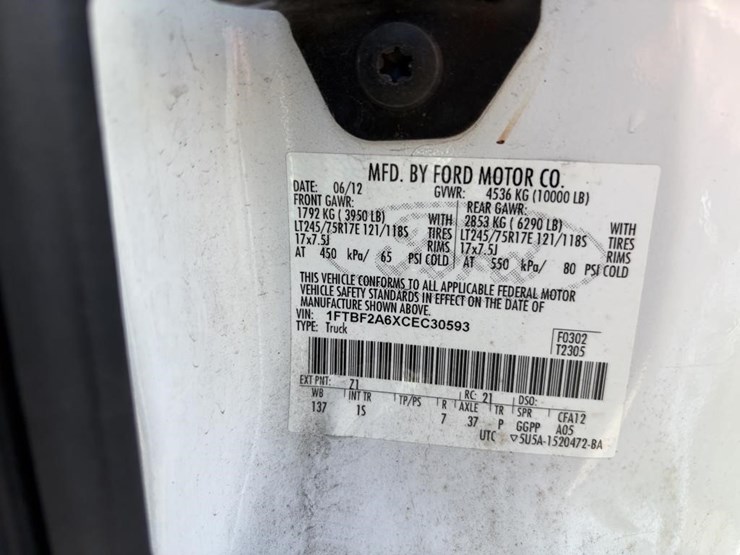 MFD. BY FORD MOTOR CO.
DATE: 06/12 GVWR: 4536 KG (10000 LB)
FRONT GAWR: REAR GAWR:
1792 KG ( 3950 LB) WITH 2853 KG ( 6290 LB) WITH
LT245/75R17E 121/118S TIRES LT245/75R17E 121/118S TIRES
17x7.5J RIMS 17x7.5J RIMS
AT 450 kPa/ 65 PSI COLD AT 550 kPa/ 80 PSI COLD
Ford
THIS VEHICLE CONFORMS TO ALL APPLICABLE FEDERAL MOTOR
VEHICLE SAFETY STANDARDS IN EFFECT ON THE DATE OF
MANUFACTURE SHOWN ABOVE.
VIN: 1FTBF2A6XCEC30593
TYPE: Truck
F0302
T2305
EXT PNT: Z1 RC: 21 DSO:
WB INT TR TP/PS R AXLE TR SPR CFA12
137 1S 7 37 P GGPP A05
UTC ▽5U5A-1520472-BA